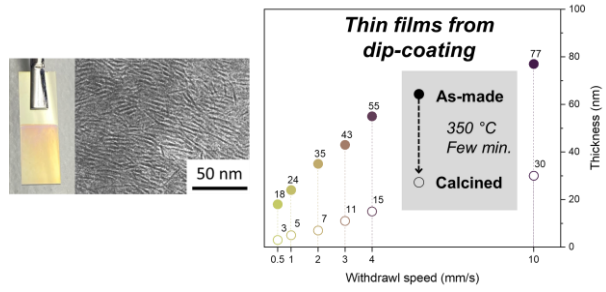 50 nm
Thin films from
dip-coating
As-made
350 °C
Few min.
Calcined
18
24
35
43
55
77
3
5
7
11
15
30
0
20
40
60
80
100
Thickness (nm)
0.5
1
2
3
4
10
Withdrawl speed (mm/s)